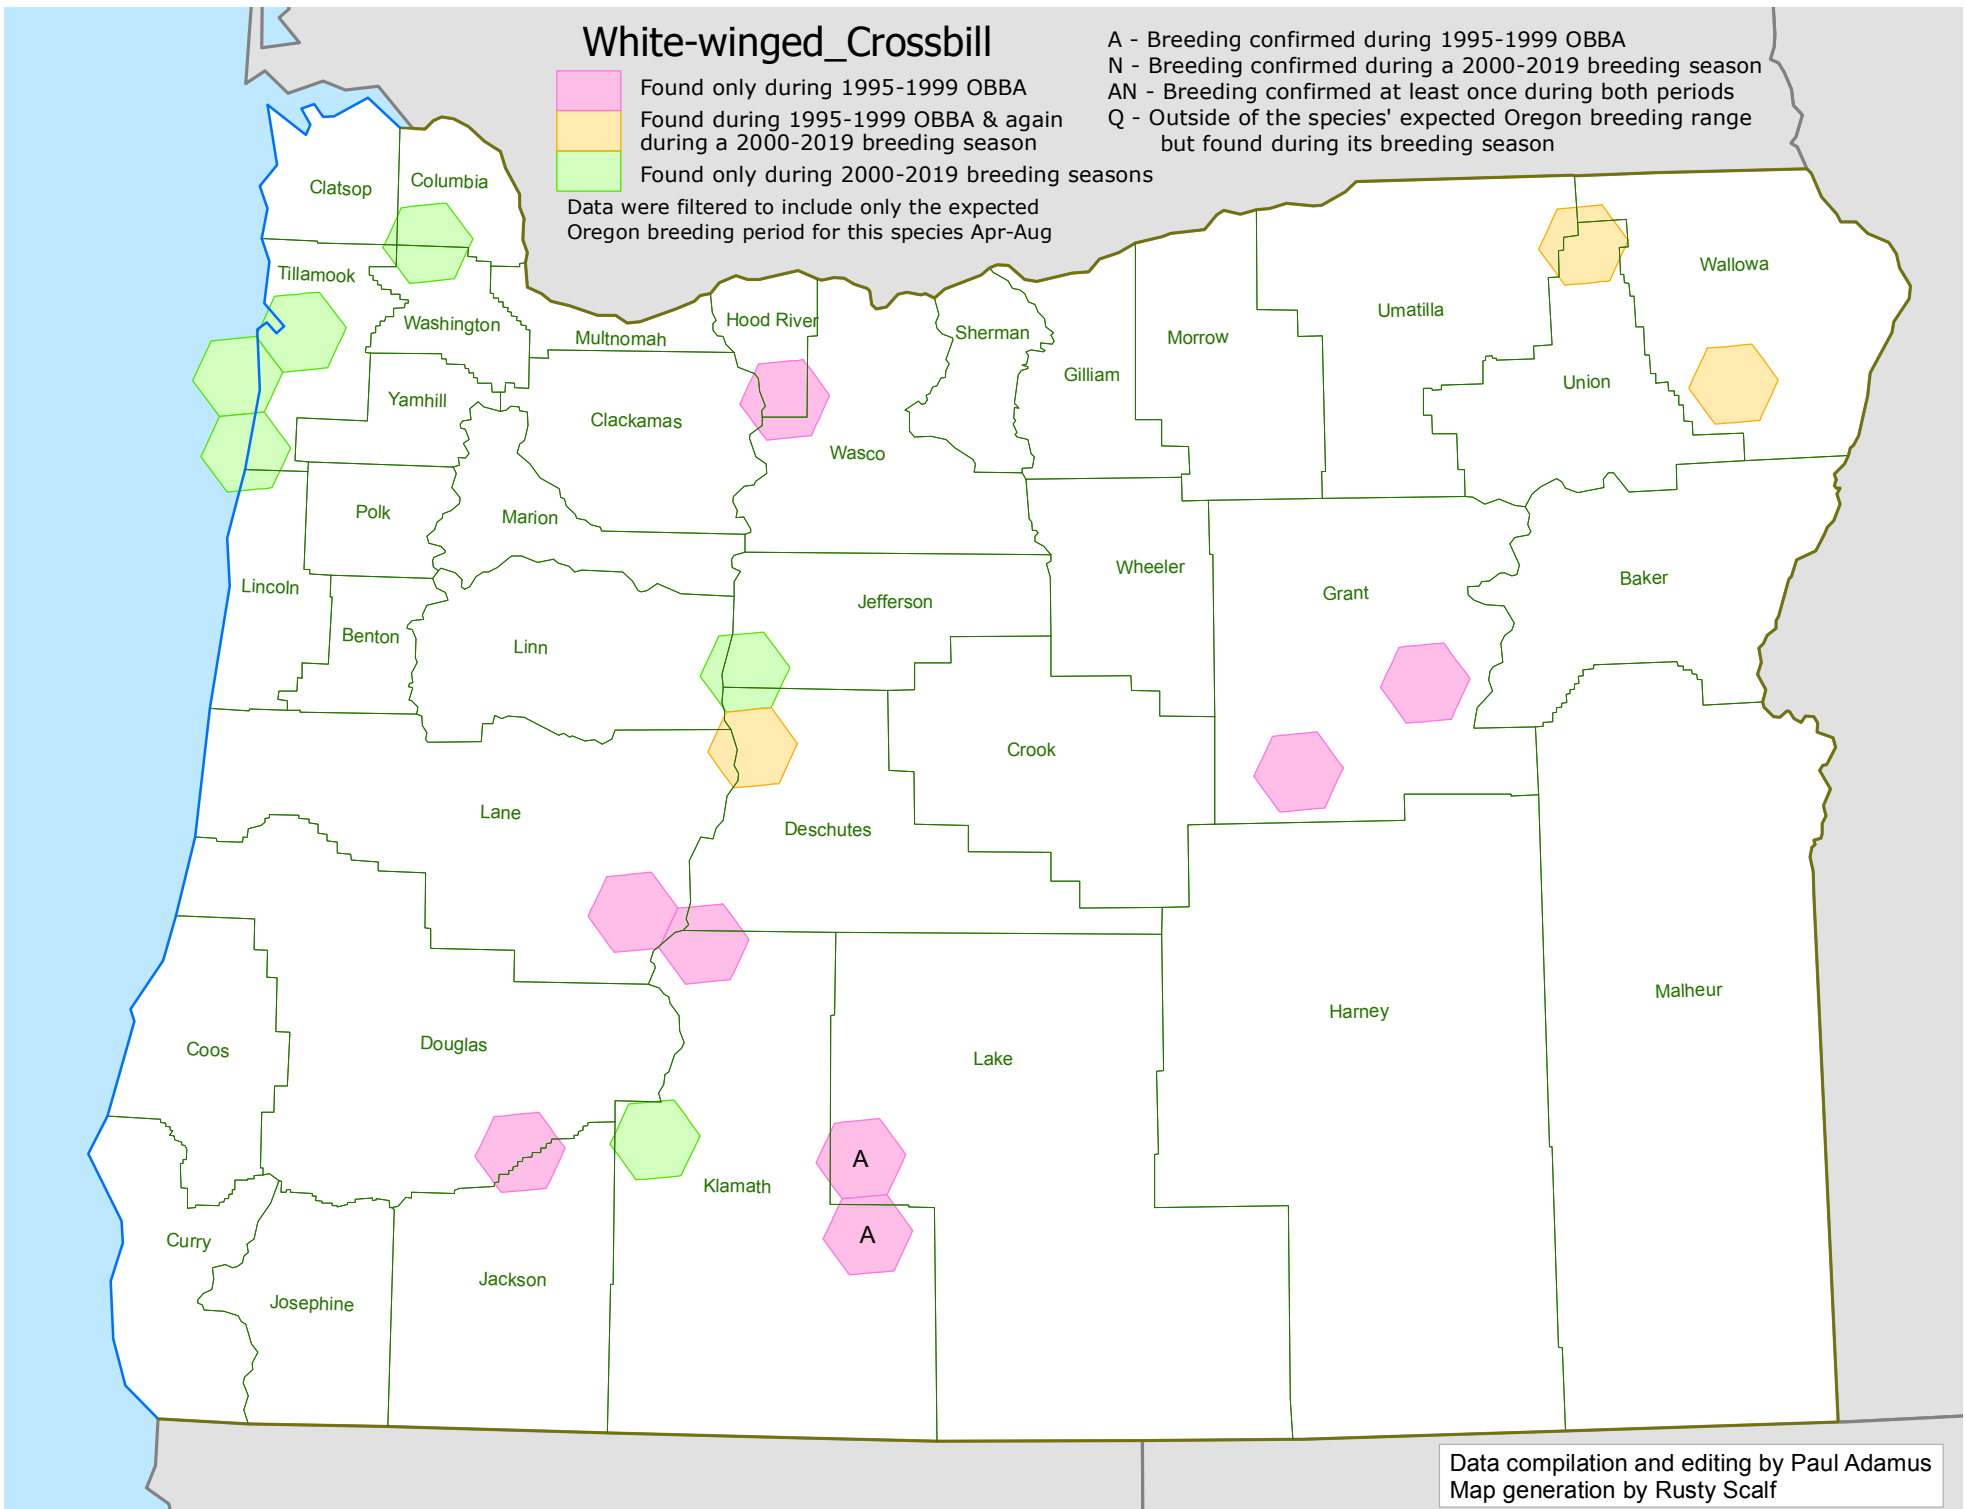 White-winged_Crossbill
Found only during 1995-1999 OBBA
Found during 1995-1999 OBBA & again
during a 2000-2019 breeding season
Found only during 2000-2019 breeding seasons
Data were filtered to include only the expected
Oregon breeding period for this species Apr-Aug
A - Breeding confirmed during 1995-1999 OBBA
N - Breeding confirmed during a 2000-2019 breeding season
AN - Breeding confirmed at least once during both periods
Q - Outside of the species' expected Oregon breeding range
but found during its breeding season
Clatsop
Columbia
Tillamook
Washington
Multnomah
Hood River
Sherman
Gilliam
Morrow
Umatilla
Wallowa
Union
Yamhill
Clackamas
Wasco
Polk
Marion
Lincoln
Benton
Linn
Jefferson
Wheeler
Grant
Baker
Crook
Lane
Deschutes
Malheur
Harney
Lake
Coos
Douglas
A
Klamath
A
Curry
Jackson
Josephine
Data compilation and editing by Paul Adamus
Map generation by Rusty Scalf